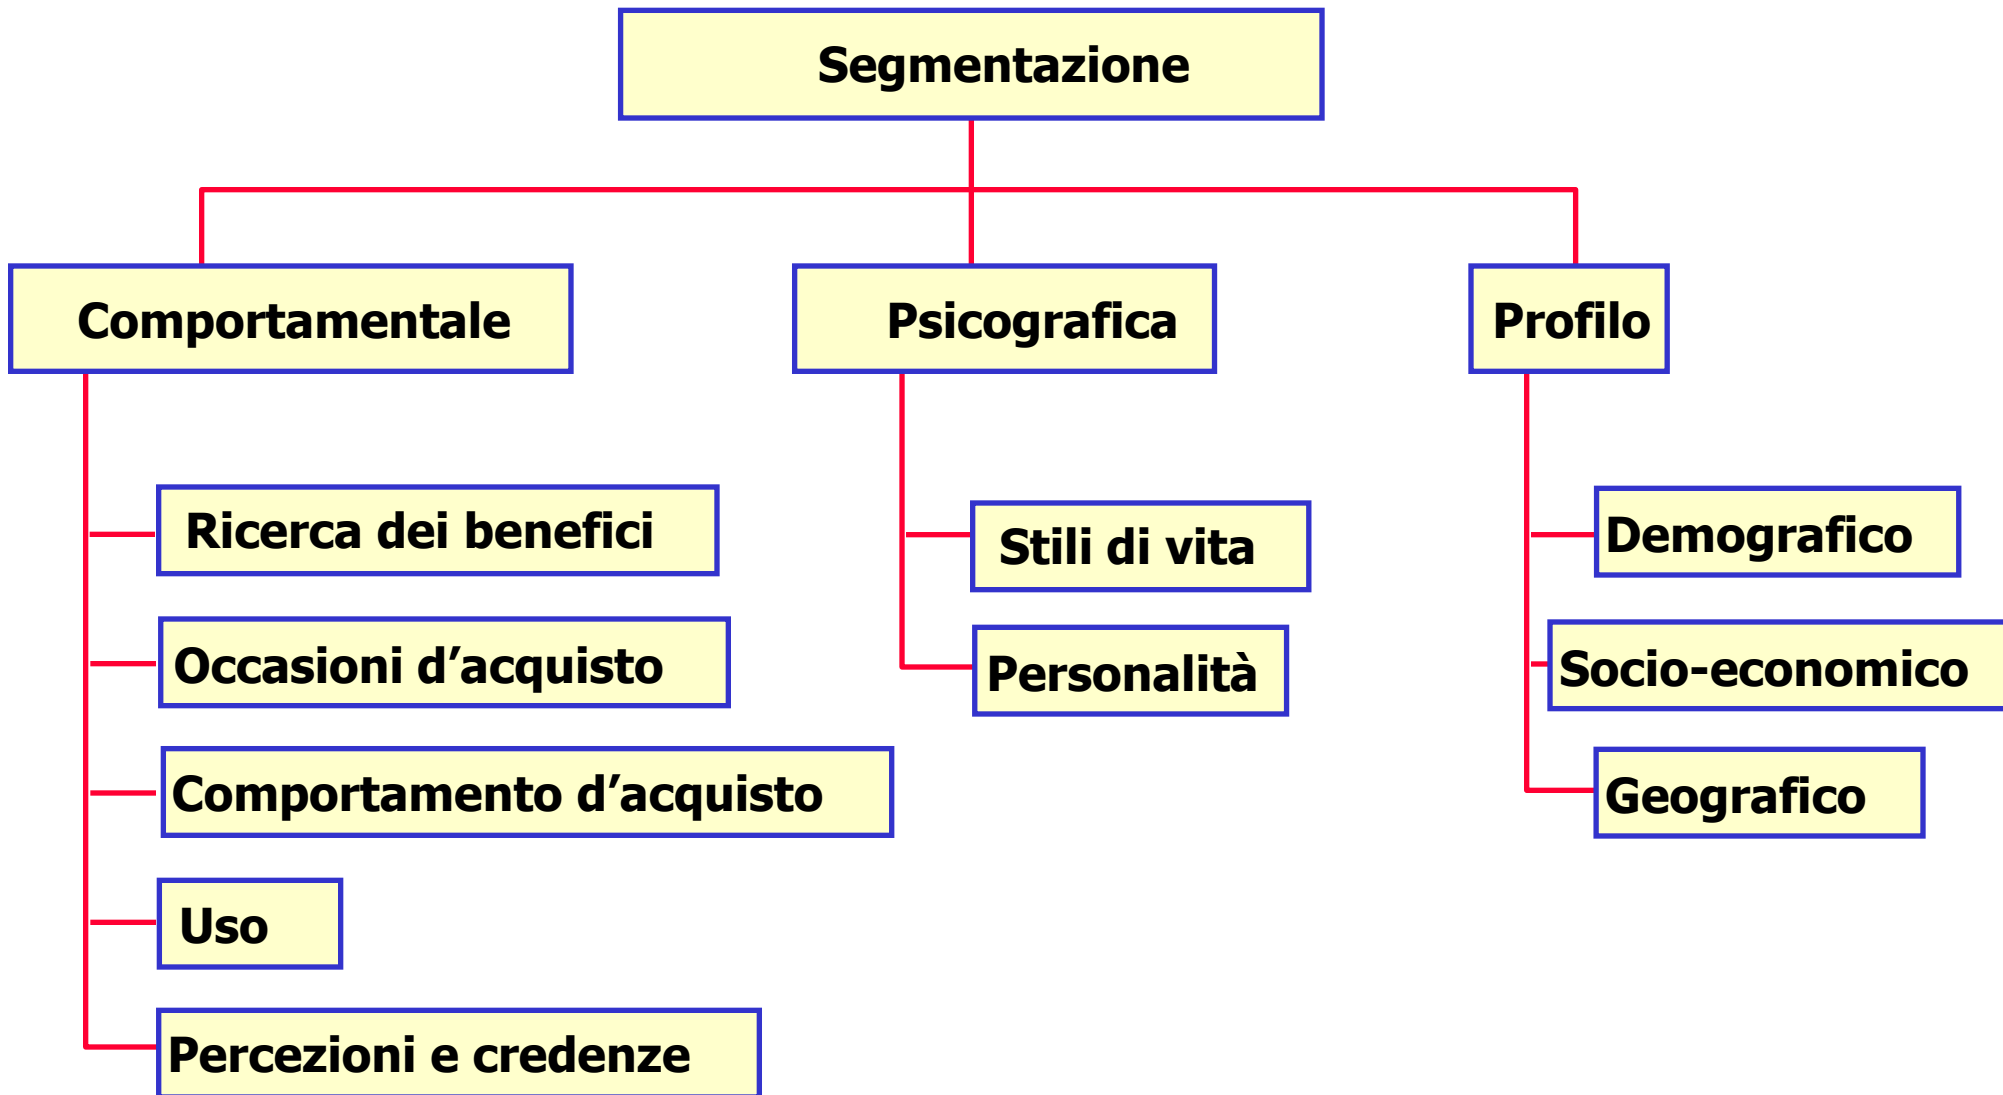 Segmentazione
Comportamentale
Psicografica
Profilo
Ricerca dei benefici
Occasioni d’acquisto
Comportamento d’acquisto
Uso
Percezioni e credenze
Stili di vita
Personalità
Demografico
Socio-economico
Geografico